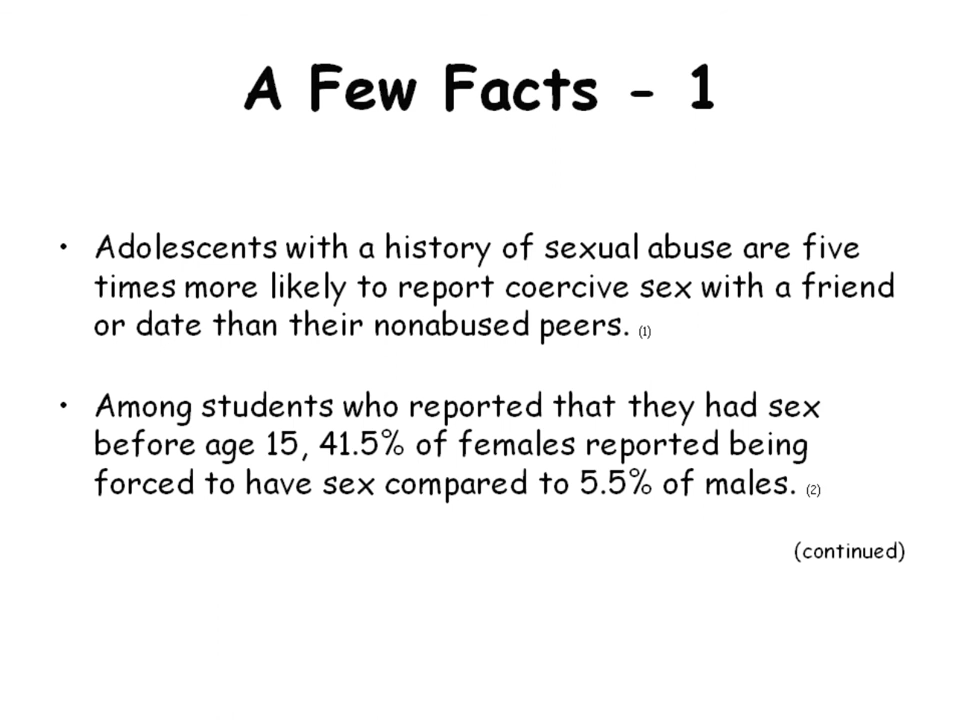 A Few Facts - 1
• Adolescents with a history of sexual abuse are five
times more likely to report coercive sex with a friend
or date than their nonabused peers. (1)
• Among students who reported that they had sex
before age 15, 41.5% of females reported being
forced to have sex compared to 5.5% of males. (2)
(continued)